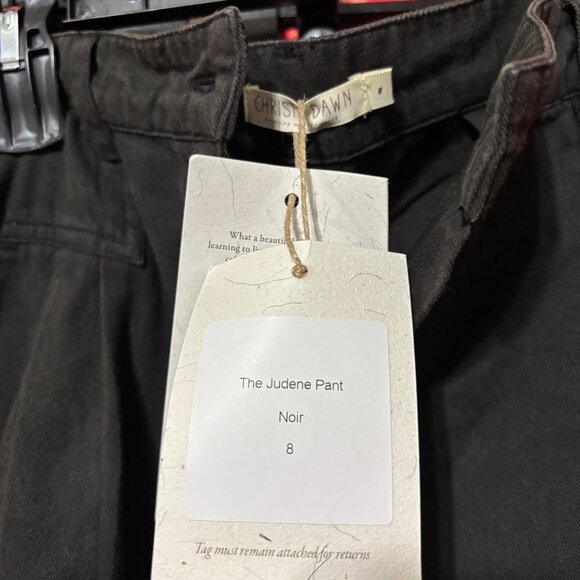 CHRISTY DAWN
What a beautiful
learning to
The Judene Pant
Noir
8
Tag must remain attached for returns